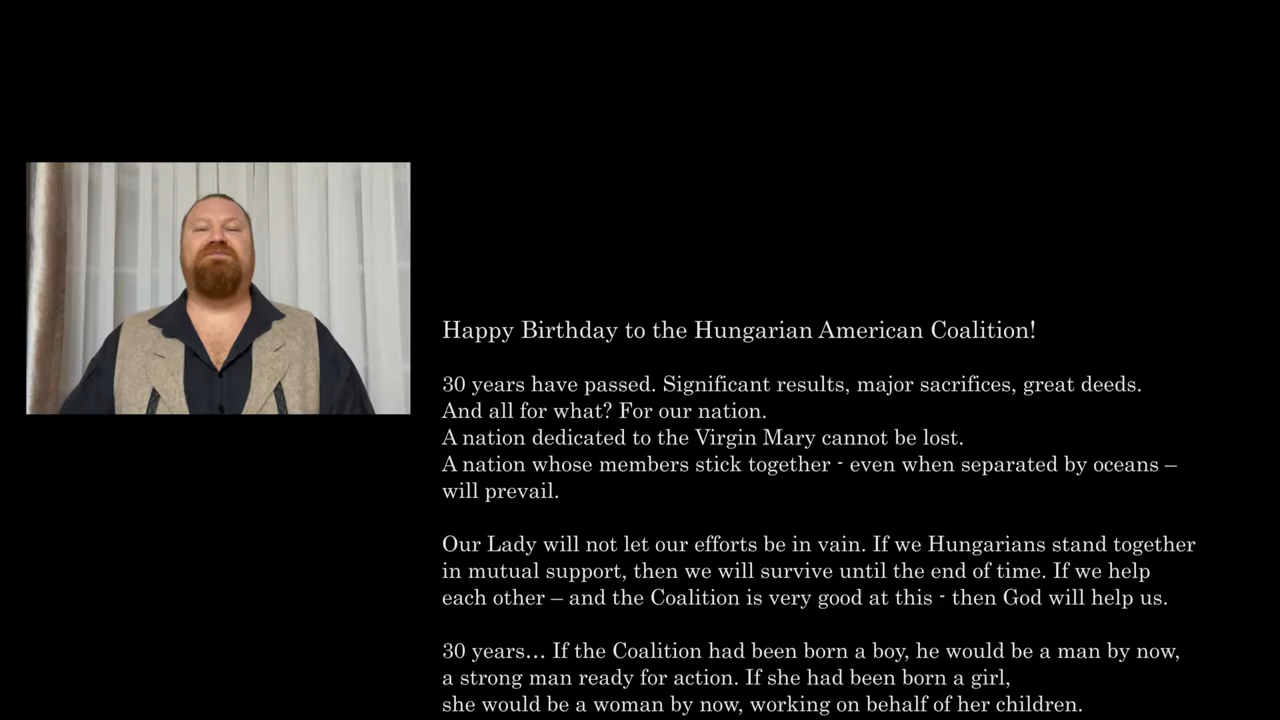 Happy Birthday to the Hungarian American Coalition!
30 years have passed. Significant results, major sacrifices, great deeds.
And all for what? For our nation.
A nation dedicated to the Virgin Mary cannot be lost.
A nation whose members stick together - even when separated by oceans –
will prevail.
Our Lady will not let our efforts be in vain. If we Hungarians stand together
in mutual support, then we will survive until the end of time. If we help
each other – and the Coalition is very good at this - then God will help us.
30 years… If the Coalition had been born a boy, he would be a man by now,
a strong man ready for action. If she had been born a girl,
she would be a woman by now, working on behalf of her children.